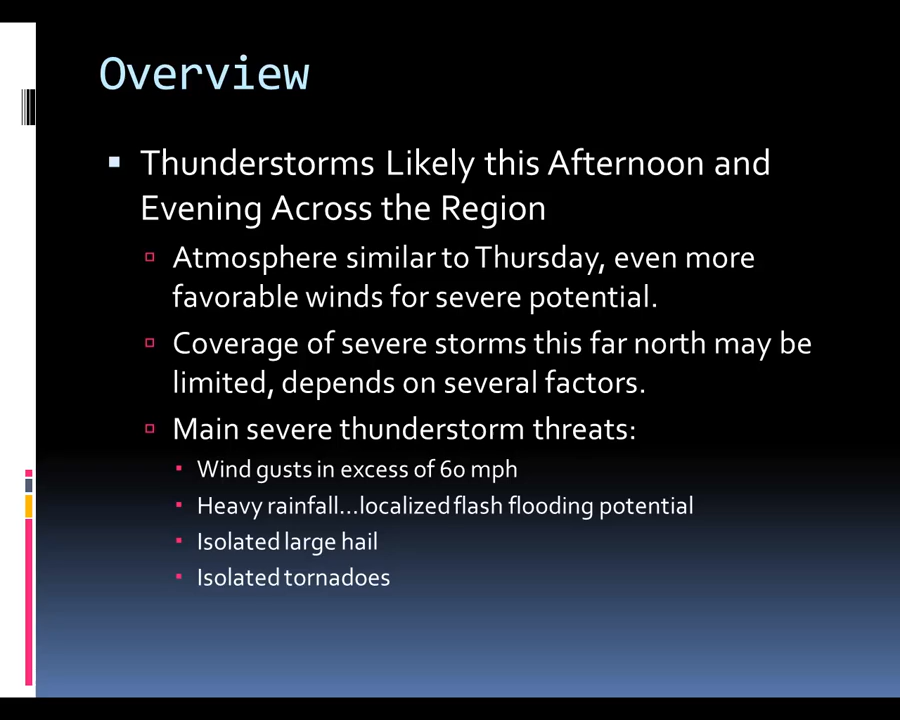 Overview
Thunderstorms Likely this Afternoon and
Evening Across the Region
Atmosphere similar to Thursday, even more
favorable winds for severe potential.
Coverage of severe storms this far north may be
limited, depends on several factors.
Main severe thunderstorm threats:
Wind gusts in excess of 60 mph
Heavy rainfall...localized flash flooding potential
Isolated large hail
Isolated tornadoes